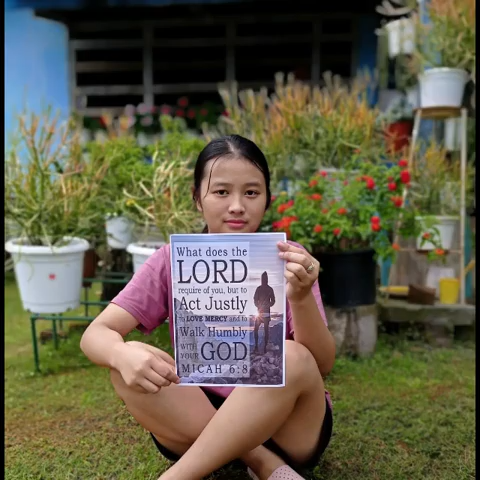 What does the
LORD
require of you, but to
Act Justly
to LOVE MERCY and to
Walk Humbly
WITH YOUR GOD
MICAH 6:8